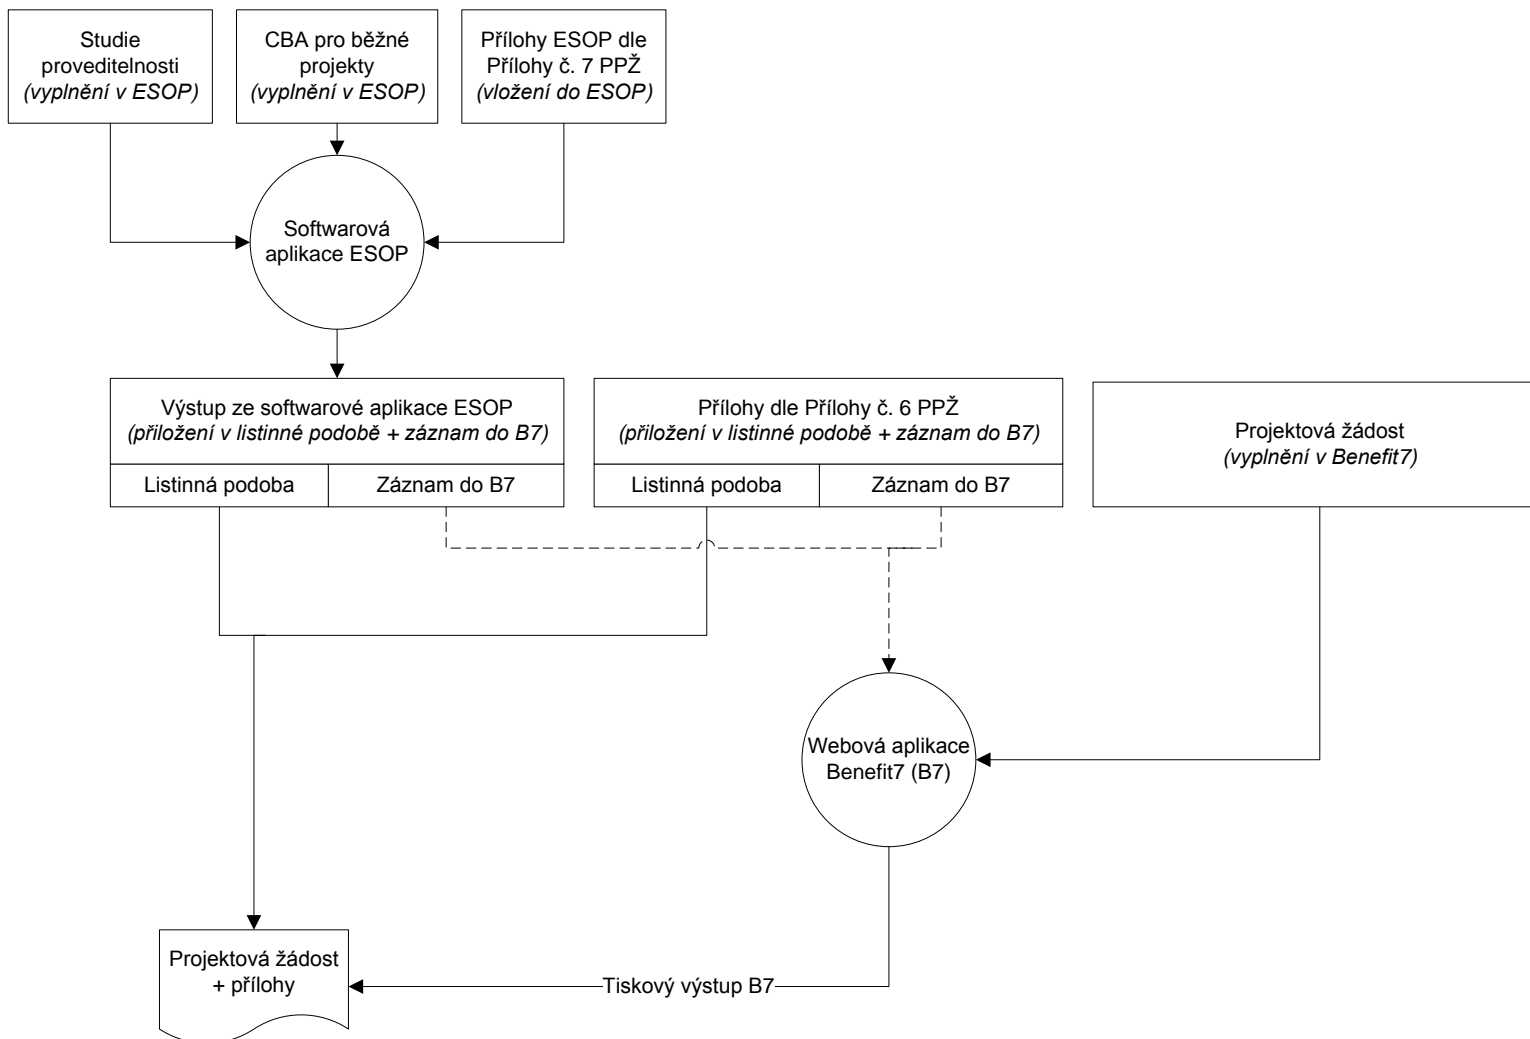 Studie
proveditelnosti
(vyplnění v ESOP)
CBA pro běžné
projekty
(vyplnění v ESOP)
Přílohy ESOP dle
Přílohy č. 7 PPŽ
(vložení do ESOP)
Softwarová
aplikace ESOP
Výstup ze softwarové aplikace ESOP
(přiložení v listinné podobě + záznam do B7)
Listinná podoba
Záznam do B7
Přílohy dle Přílohy č. 6 PPŽ
(přiložení v listinné podobě + záznam do B7)
Listinná podoba
Záznam do B7
Projektová žádost
(vyplnění v Benefit7)
Webová aplikace
Benefit7 (B7)
Projektová žádost
+ přílohy
Tiskový výstup B7